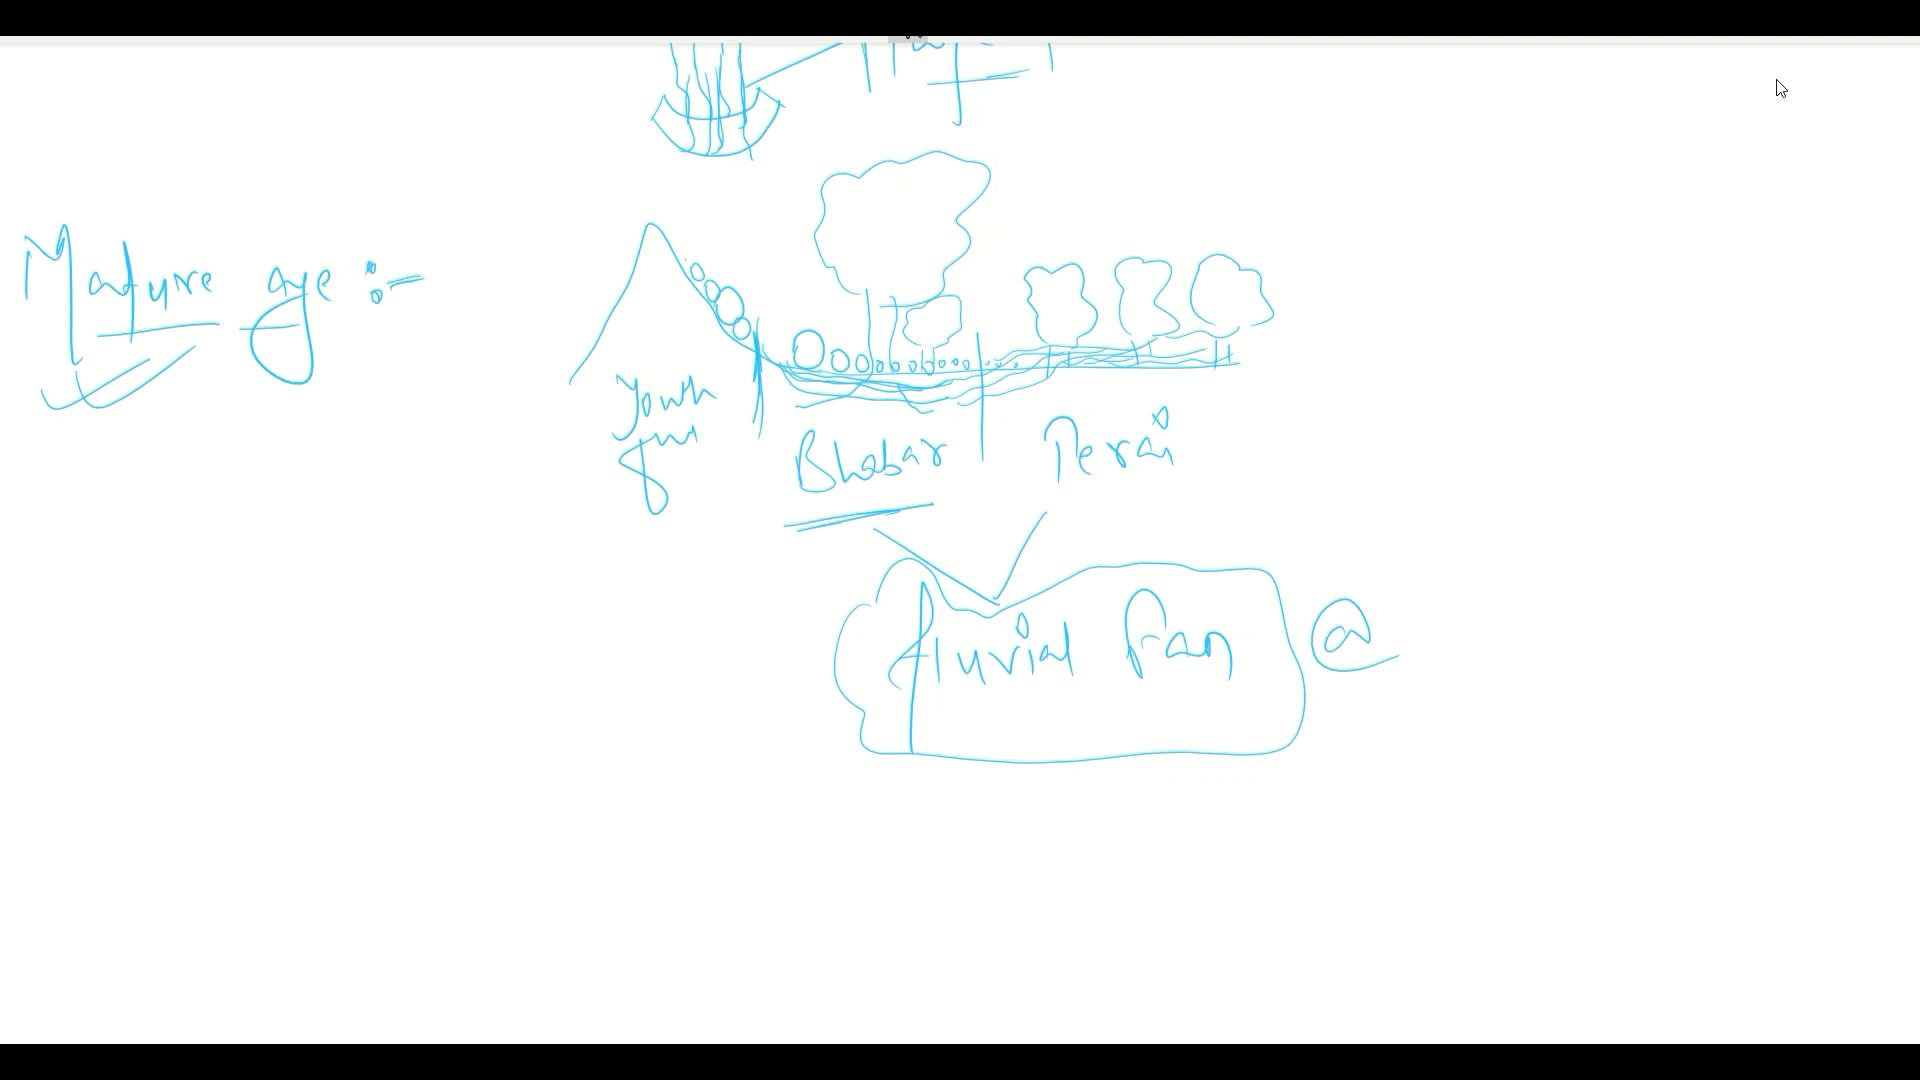 Mature age :-
Youth
Bhabar
Terai
fluvial Fan @